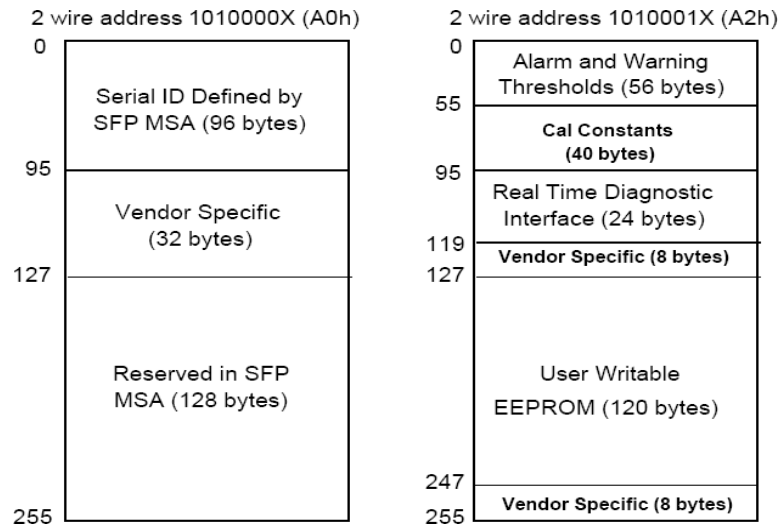 2 wire address 1010000X (A0h)
0
Serial ID Defined by
SFP MSA (96 bytes)
95
Vendor Specific
(32 bytes)
127
Reserved in SFP
MSA (128 bytes)
255
2 wire address 1010001X (A2h)
0
Alarm and Warning
Thresholds (56 bytes)
55
Cal Constants
(40 bytes)
95
Real Time Diagnostic
Interface (24 bytes)
119
Vendor Specific (8 bytes)
127
User Writable
EEPROM (120 bytes)
247
Vendor Specific (8 bytes)
255